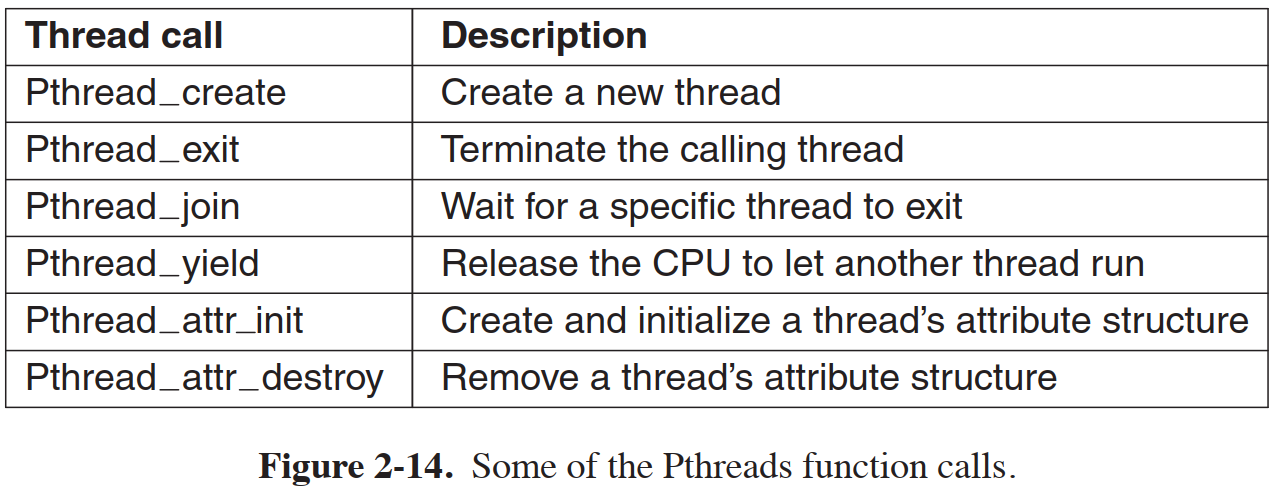 Thread call Description
Pthread_create Create a new thread
Pthread_exit Terminate the calling thread
Pthread_join Wait for a specific thread to exit
Pthread_yield Release the CPU to let another thread run
Pthread_attr_init Create and initialize a thread’s attribute structure
Pthread_attr_destroy Remove a thread’s attribute structure
Figure 2-14. Some of the Pthreads function calls.